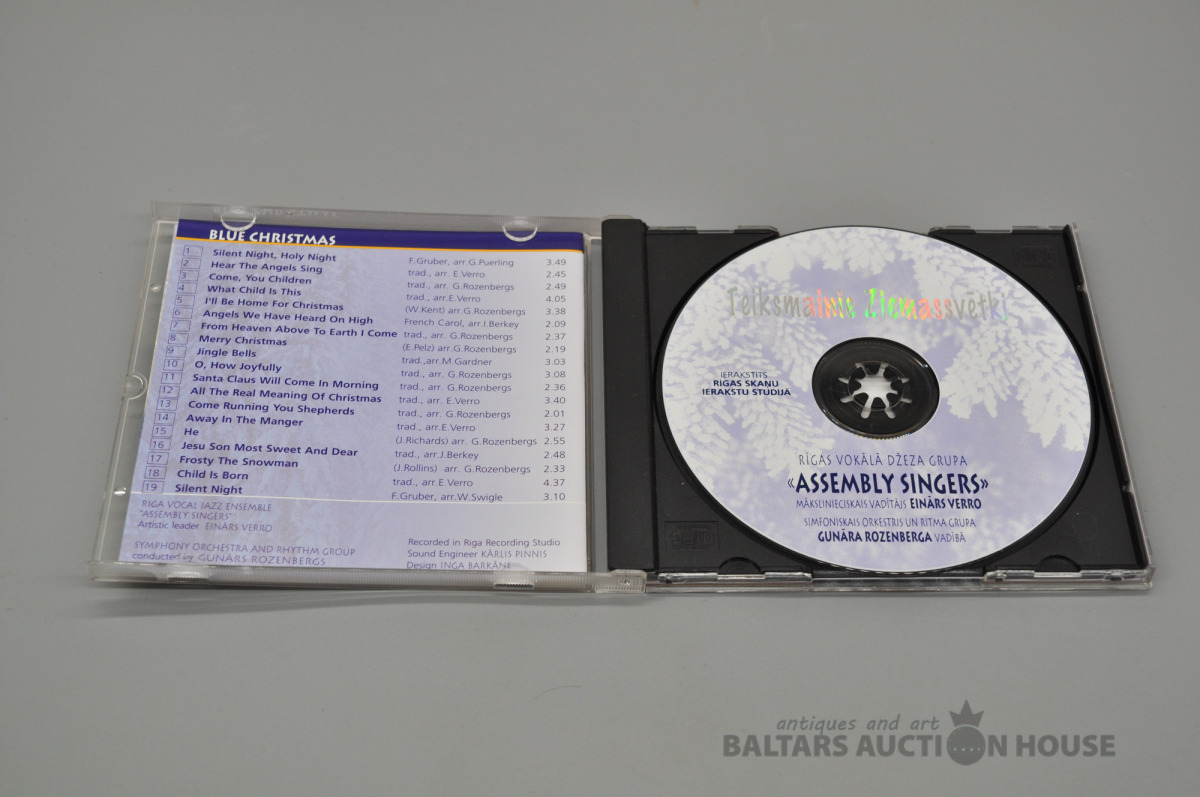 BLUE CHRISTMAS
1 Silent Night, Holy Night F.Gruber, arr.G.Puerling 3.49
2 Hear The Angels Sing trad., arr. E.Verro 2.45
3 Come, You Children trad., arr. G.Rozenbergs 2.49
4 What Child Is This trad., arr.E.Verro 4.05
5 I'll Be Home For Christmas (W.Kent) arr.G.Rozenbergs 3.38
6 Angels We Have Heard On High French Carol, arr.J.Berkey 2.09
7 From Heaven Above To Earth I Come trad., arr. G.Rozenbergs 2.37
8 Merry Christmas (E.Pelz) arr.G.Rozenbergs 2.19
9 Jingle Bells trad.,arr.M.Gardner 3.03
10 O, How Joyfully trad., arr. G.Rozenbergs 3.08
11 Santa Claus Will Come In Morning trad., arr. G.Rozenbergs 2.36
12 All The Real Meaning Of Christmas trad., arr. E.Verro 3.40
13 Come Running You Shepherds trad., arr. G.Rozenbergs 2.01
14 Away In The Manger trad., arr.E.Verro 3.27
15 He (J.Richards) arr. G.Rozenbergs 2.55
16 Jesu Son Most Sweet And Dear trad., arr.J.Berkey 2.48
17 Frosty The Snowman (J.Rollins) arr. G.Rozenbergs 2.33
18 Child Is Born trad., arr.E.Verro 4.37
19 Silent Night F.Gruber, arr.W.Swigle 3.10
RIGA VOCAL JAZZ ENSEMBLE
"ASSEMBLY SINGERS"
Artistic leader EINĀRS VERRO
SYMPHONY ORCHESTRA AND RHYTHM GROUP
conducted by GUNĀRS ROZENBERGS
Recorded in Riga Recording Studio
Sound Engineer KĀRLIS PINNIS
Design INGA BARKĀNE
Teiksmainie Ziemassvētki
IERAKSTĪTS
RĪGAS SKAŅU
IERAKSTU STUDIJĀ
RĪGAS VOKĀLĀ DŽEZA GRUPA
«ASSEMBLY SINGERS»
MĀKSLINIECISKAIS VADĪTĀJS EINĀRS VERRO
SIMFONISKAIS ORĶESTRIS UN RITMA GRUPA
GUNĀRA ROZENBERGA VADĪBĀ
antiques and art
BALTARS AUCTION HOUSE